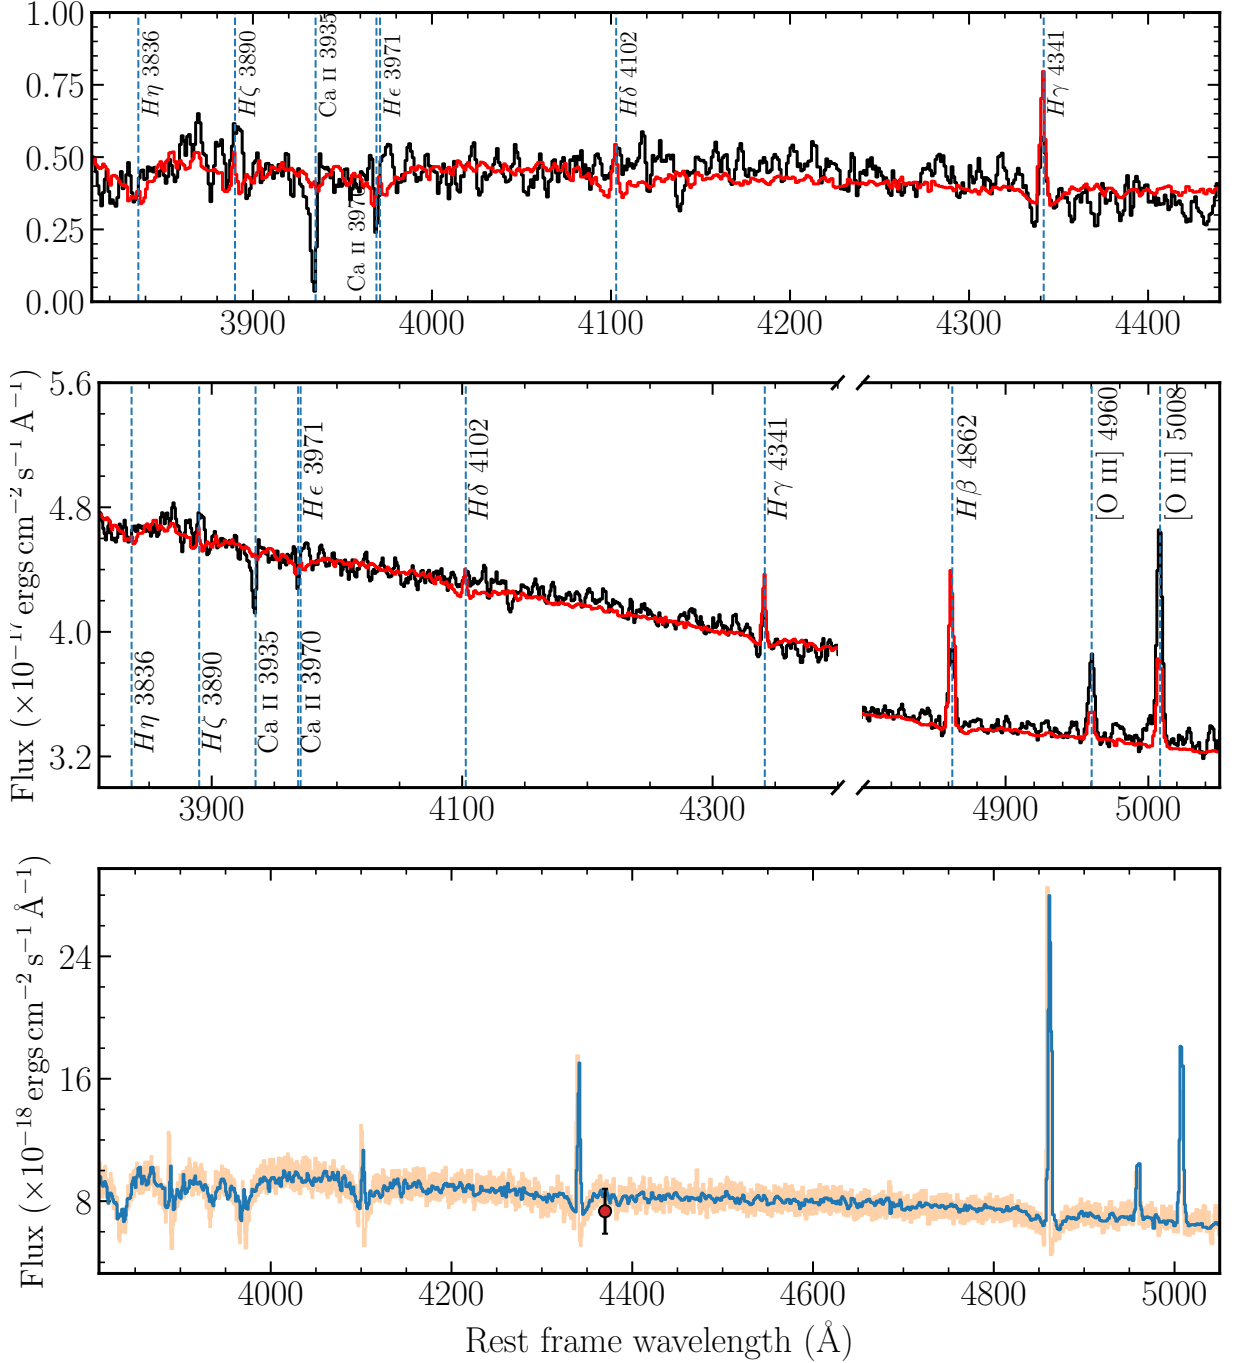 1.00
0.75
0.50
0.25
0.00
Hη 3836
Hζ 3890
Ca II 3935
Ca II 3970
Hϵ 3971
Hδ 4102
Hγ 4341
3900 4000 4100 4200 4300 4400
Flux (×10⁻¹⁷ ergs cm⁻² s⁻¹ A⁻¹)
5.6
4.8
4.0
3.2
Hη 3836
Hζ 3890
Ca II 3935
Ca II 3970
Hϵ 3971
Hδ 4102
Hγ 4341
Hβ 4862
[O III] 4960
[O III] 5008
3900 4100 4300 4900 5000
Flux (×10⁻¹⁸ ergs cm⁻² s⁻¹ Å⁻¹)
24
16
8
4000 4200 4400 4600 4800 5000
Rest frame wavelength (Å)